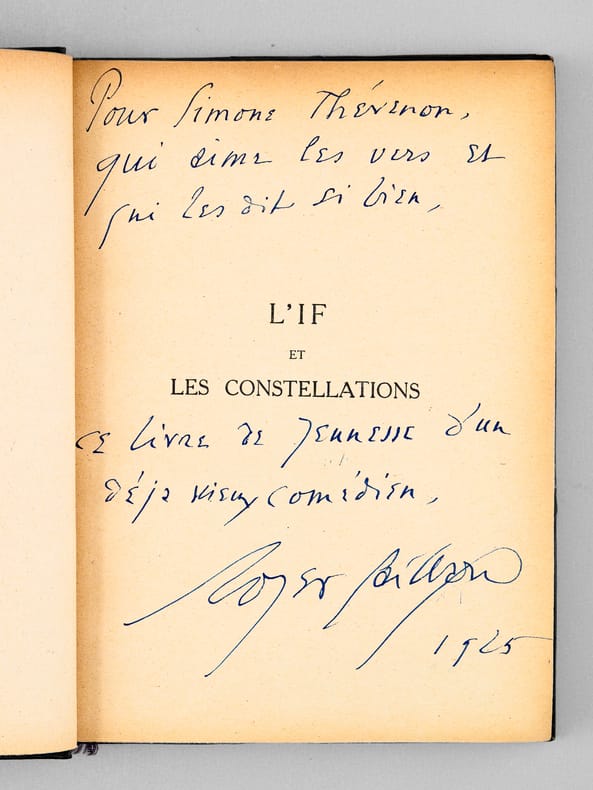 Pour Simone Thévenon,
qui aime les vers et
qui les dit si bien,
L'IF
ET
LES CONSTELLATIONS
ce livre de jeunesse d'un
déjà vieux comédien,
Roger
1925